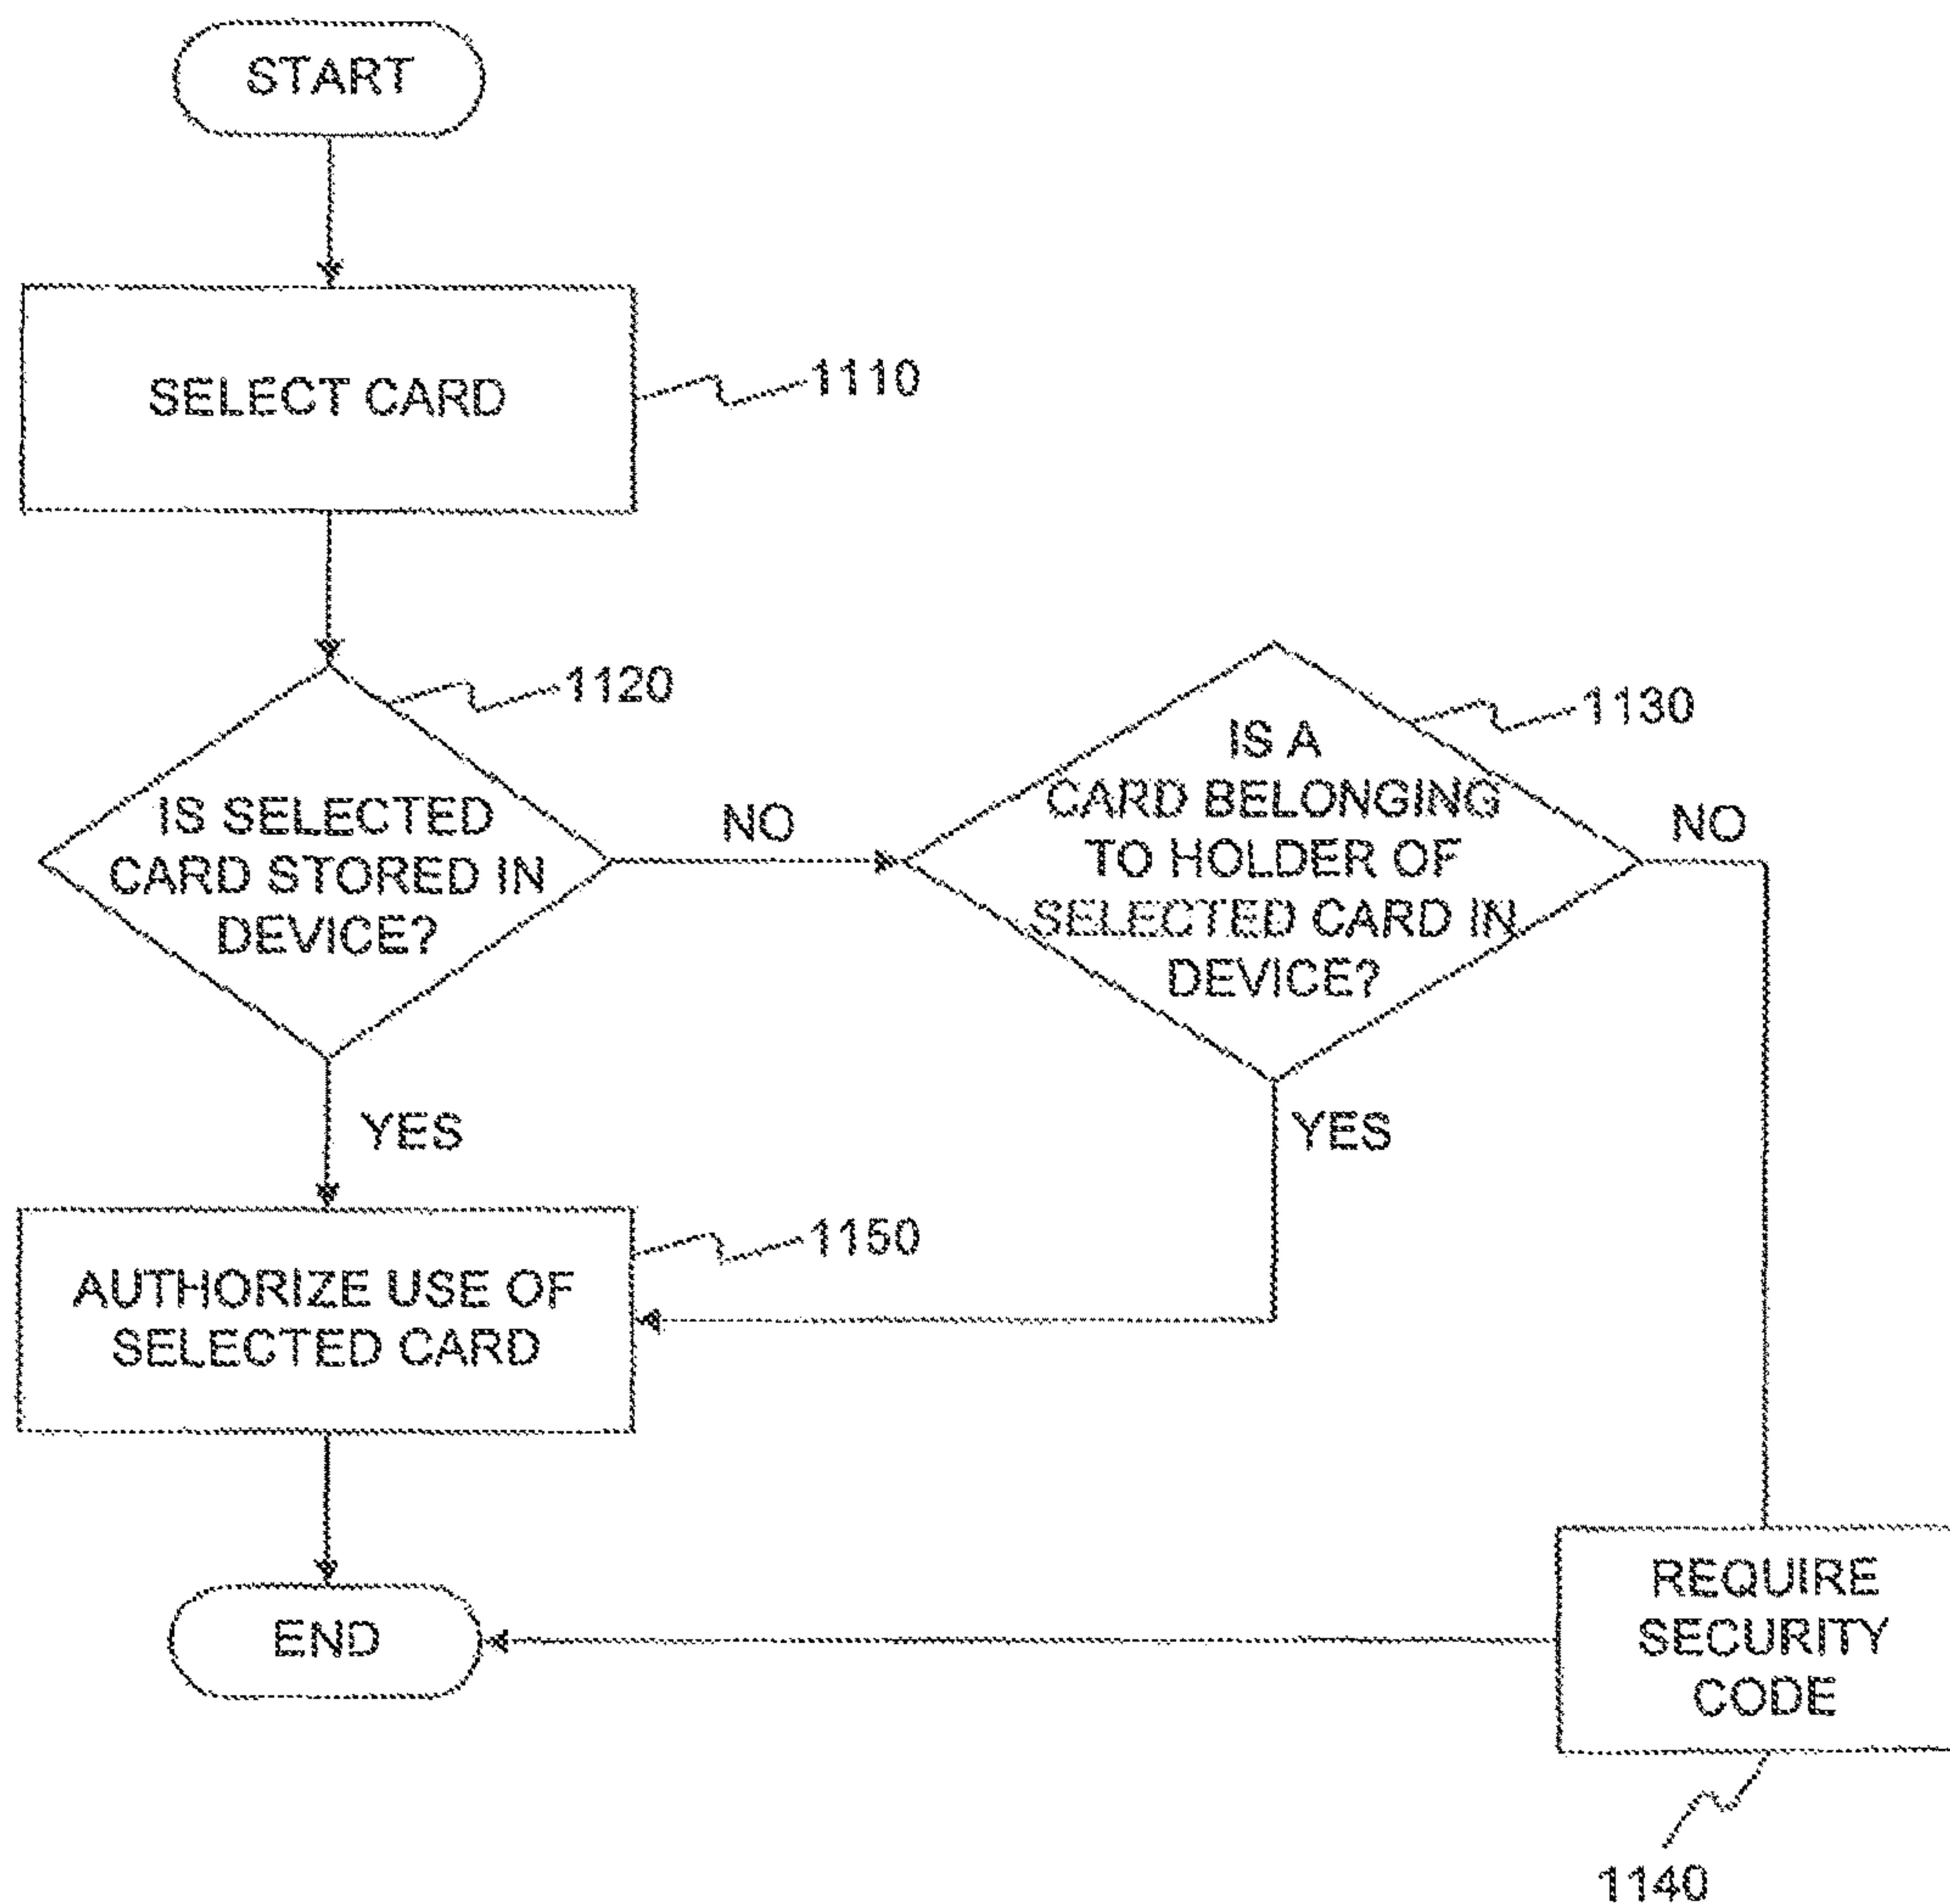 START
SELECT CARD
1110
1120
IS SELECTED
CARD STORED IN
DEVICE?
NO
1130
IS A
CARD BELONGING
TO HOLDER OF
SELECTED CARD IN
DEVICE?
NO
YES
YES
1150
AUTHORIZE USE OF
SELECTED CARD
END
REQUIRE
SECURITY
CODE
1140